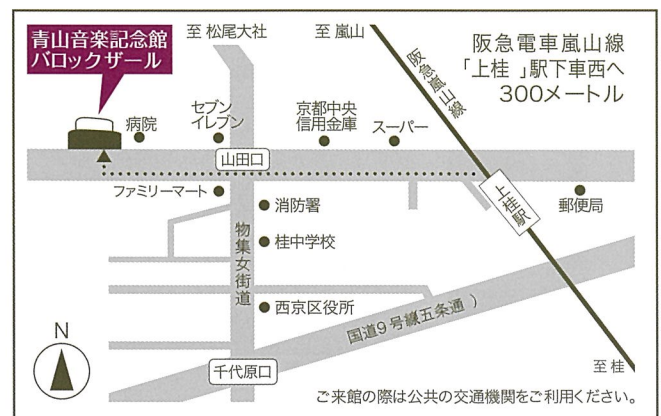 青山音楽記念館
バロックザール
至 松尾大社
至 嵐山
阪急電車嵐山線
「上桂 」駅下車西へ
300メートル
阪急嵐山線
病院
セブン
イレブン
京都中央
信用金庫
スーパー
山田口
ファミリーマート
消防署
上桂駅
郵便局
物集女街道
桂中学校
西京区役所
国道9号線五条通 )
N
千代原口
至 桂
ご来館の際は公共の交通機関をご利用ください。